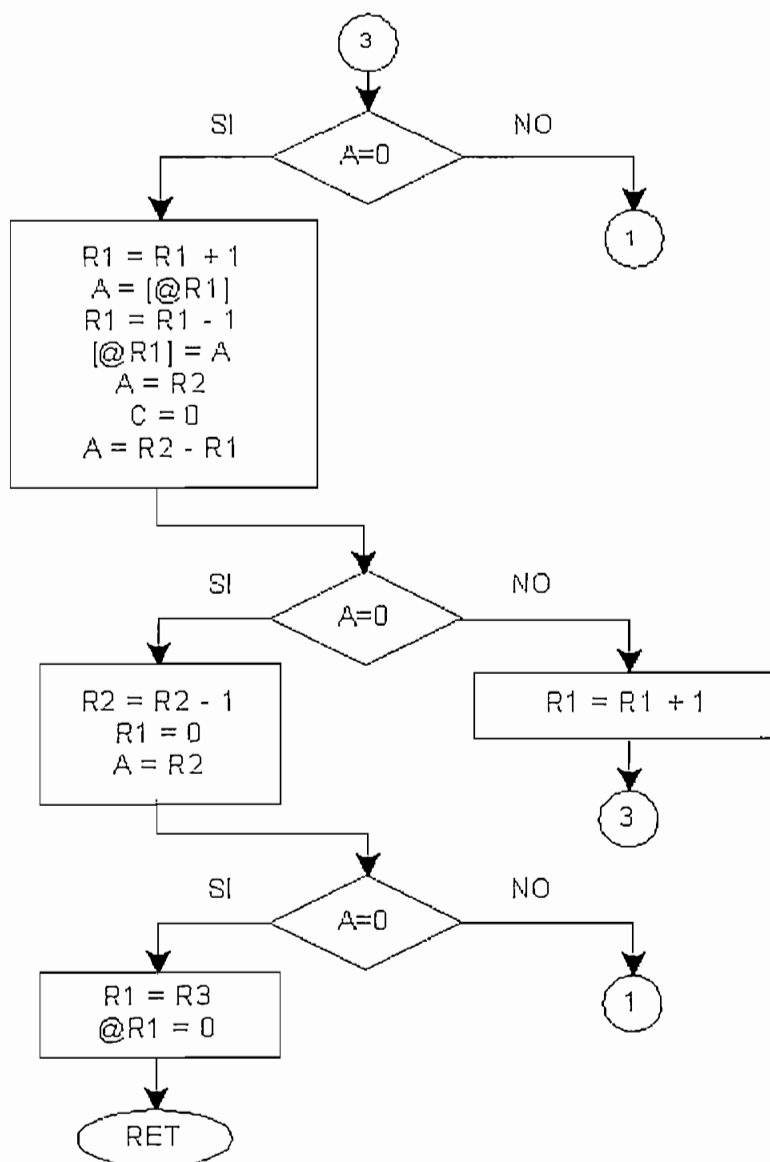 3
SI
A=0
NO
1
R1 = R1 + 1
A = [@R1]
R1 = R1 - 1
[@R1] = A
A = R2
C = 0
A = R2 - R1
SI
A=0
NO
R2 = R2 - 1
R1 = 0
A = R2
R1 = R1 + 1
3
SI
A=0
NO
R1 = R3
@R1 = 0
1
RET